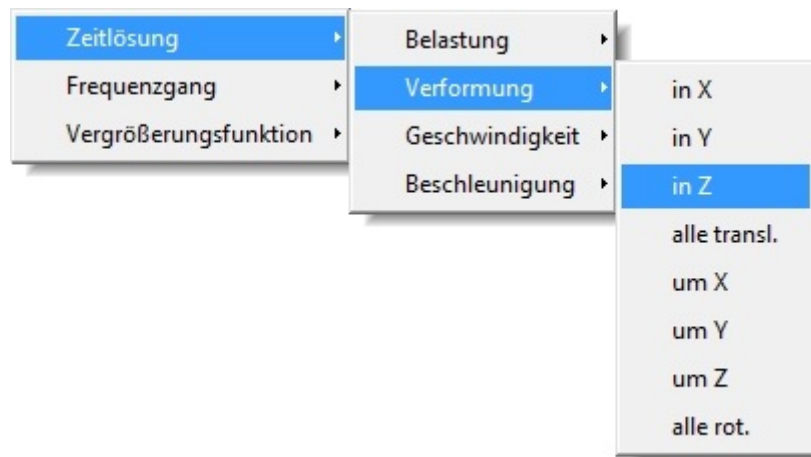 Zeitlösung
Frequenzgang
Vergrößerungsfunktion
Belastung
Verformung
Geschwindigkeit
Beschleunigung
in X
in Y
in Z
alle transl.
um X
um Y
um Z
alle rot.